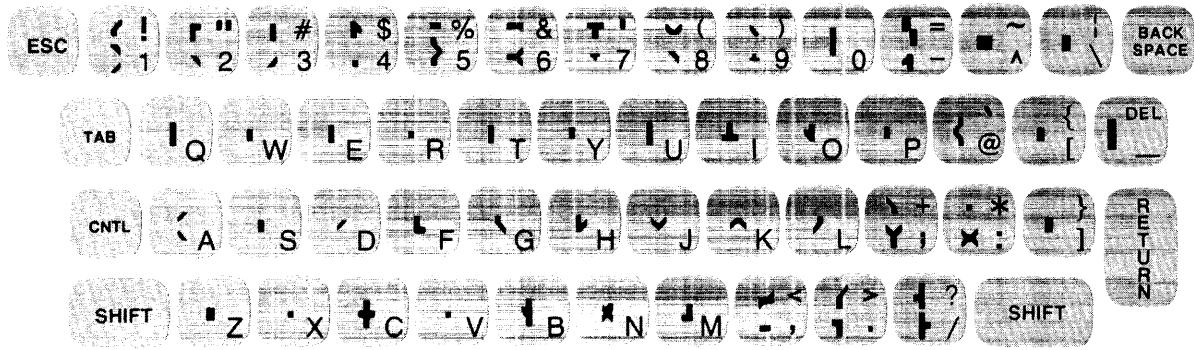 ESC ! 1 " 2 # 3 $ 4 % 5 & 6 ' 7 ( 8 ) 9 0 = - ~ ^ ¦ \ BACK SPACE
TAB Q W E R T Y U I O P ` @ { [ DEL _
CNTL A S D F G H J K L + ; * : } ] RETURN
SHIFT Z X C V B N M < , > . ? / SHIFT